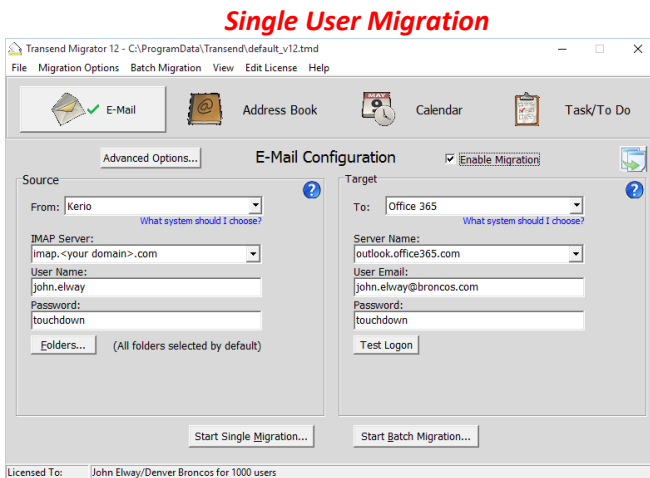 Single User Migration
Transend Migrator 12 - C:\ProgramData\Transend\default_v12.tmd
File Migration Options Batch Migration View Edit License Help
E-Mail Address Book MAY 9 Calendar Task/To Do
Advanced Options... E-Mail Configuration Enable Migration
Source Target
From: Kerio To: Office 365
What system should I choose? What system should I choose?
IMAP Server: Server Name:
imap.<your domain>.com outlook.office365.com
User Name: User Email:
john.elway john.elway@broncos.com
Password: Password:
touchdown touchdown
Folders... (All folders selected by default) Test Logon
Start Single Migration... Start Batch Migration...
Licensed To: John Elway/Denver Broncos for 1000 users